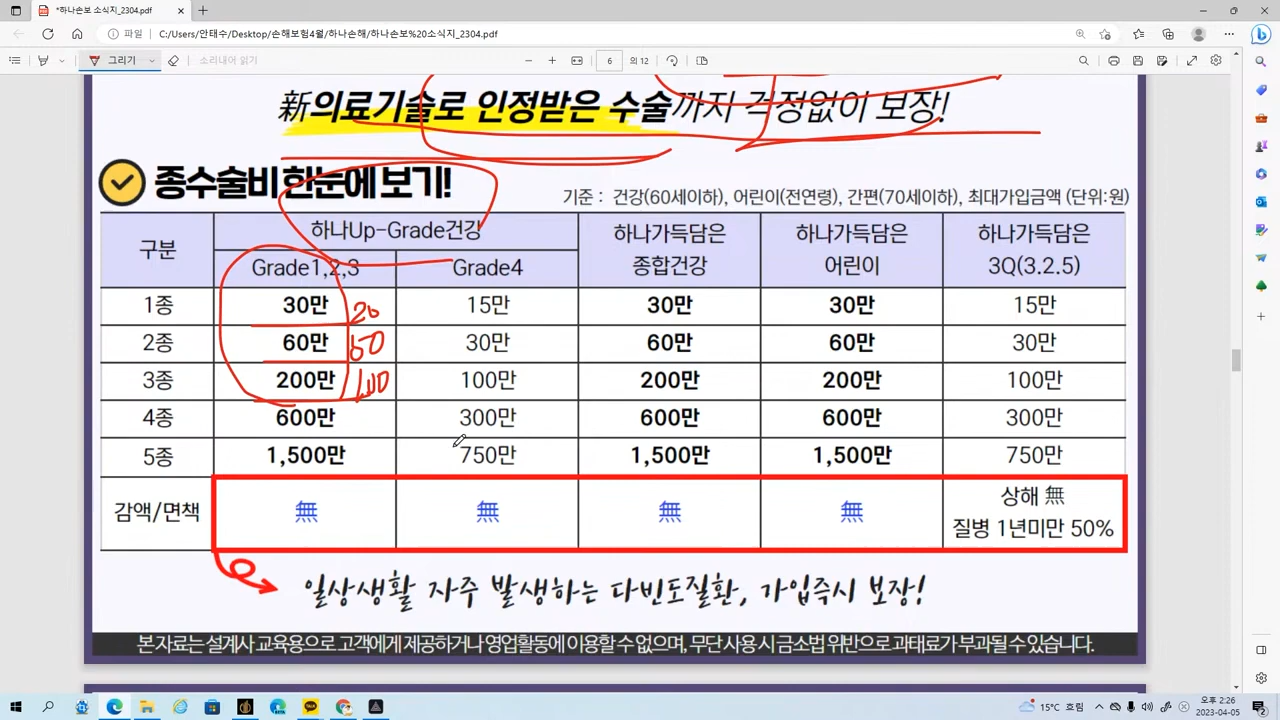 *하나손보 소식지_2304.pdf
파일
C:/Users/안태수/Desktop/손해보험4월/하나손해/하나손보%20소식지_2304.pdf
그리기
소리내어 읽기
6
의 12
新의료기술로 인정받은 수술까지 걱정없이 보장!
종수술비 한눈에 보기!
기준 : 건강(60세이하), 어린이(전연령), 간편(70세이하), 최대가입금액 (단위:원)
구분
하나Up-Grade건강
하나가득담은 종합건강
하나가득담은 어린이
하나가득담은 3Q(3.2.5)
Grade1,2,3
Grade4
1종 30만 20 15만 30만 30만 15만
2종 60만 50 30만 60만 60만 30만
3종 200만 100만 200만 200만 100만
4종 600만 300만 600만 600만 300만
5종 1,500만 750만 1,500만 1,500만 750만
감액/면책 無 無 無 無 상해 無
질병 1년미만 50%
일상생활 자주 발생하는 다빈도질환, 가입즉시 보장!
본 자료는 설계사 교육용으로 고객에게 제공하거나 영업활동에 이용할 수 없으며, 무단 사용 시 금소법 위반으로 과태료가 부과될 수 있습니다.
15°C 흐림
오후 2:26
2023-04-05